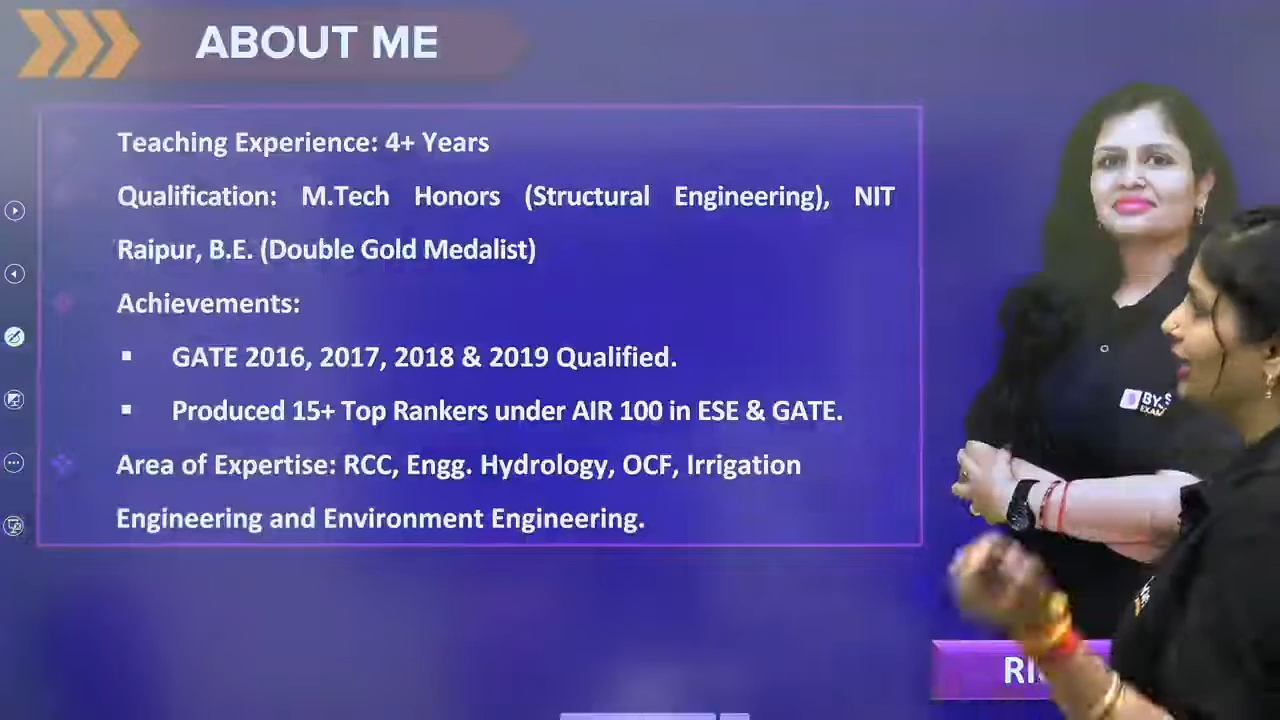 ABOUT ME
Teaching Experience: 4+ Years
Qualification: M.Tech Honors (Structural Engineering), NIT
Raipur, B.E. (Double Gold Medalist)
Achievements:
▪ GATE 2016, 2017, 2018 & 2019 Qualified.
▪ Produced 15+ Top Rankers under AIR 100 in ESE & GATE.
Area of Expertise: RCC, Engg. Hydrology, OCF, Irrigation
Engineering and Environment Engineering.